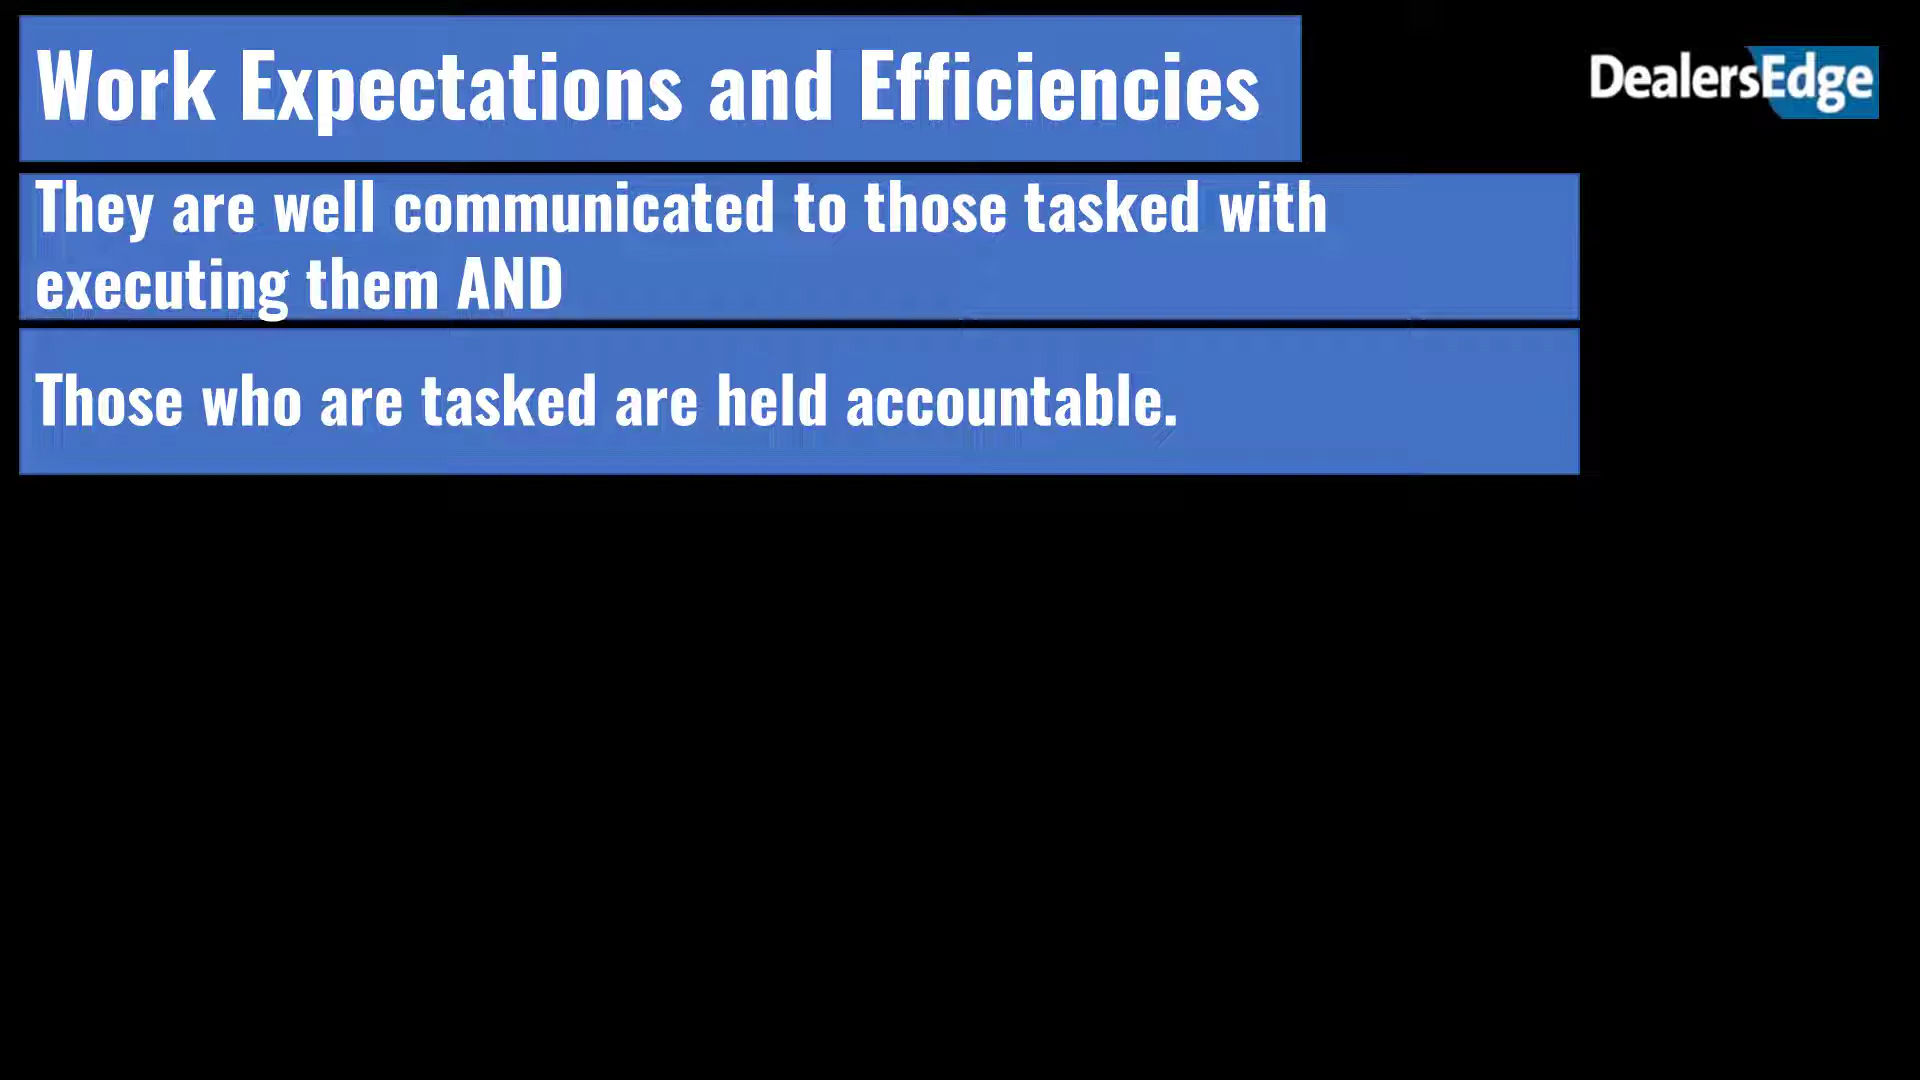 Work Expectations and Efficiencies
DealersEdge
They are well communicated to those tasked with
executing them AND
Those who are tasked are held accountable.